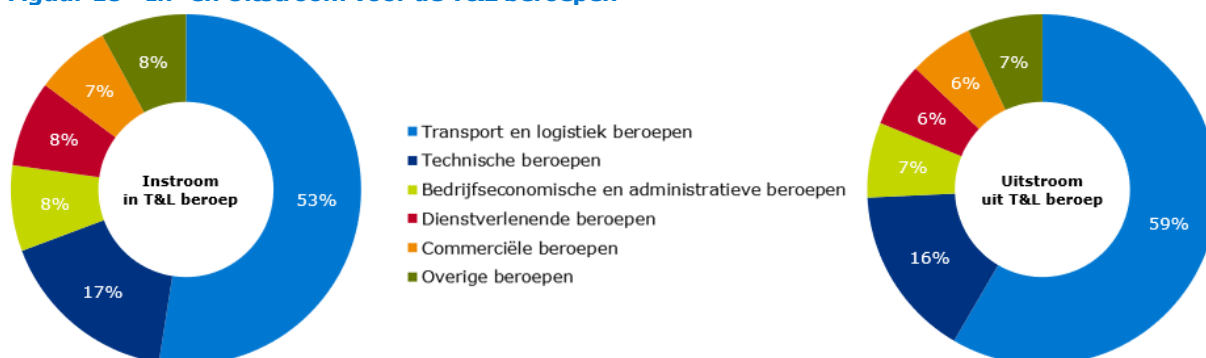 8%
7%
8%
8%
17%
53%
Instroom
in T&L beroep
Transport en logistiek beroepen
Technische beroepen
Bedrijfseconomische en administratieve beroepen
Dienstverlenende beroepen
Commerciële beroepen
Overige beroepen
7%
6%
6%
7%
16%
59%
Uitstroom
uit T&L beroep